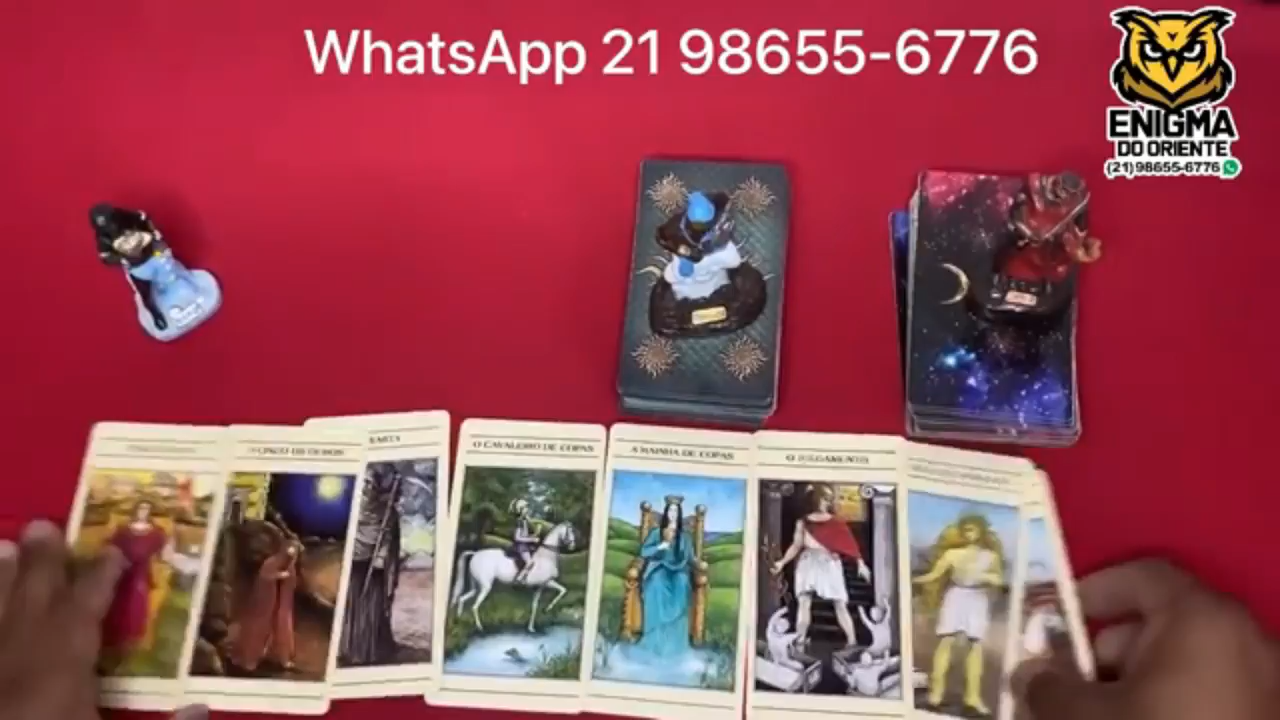 WhatsApp 21 98655-6776
ENIGMA
DO ORIENTE
(21)98655-6776
O CAVALEIRO DE COPAS
A RAINHA DE COPAS
O JULGAMENTO